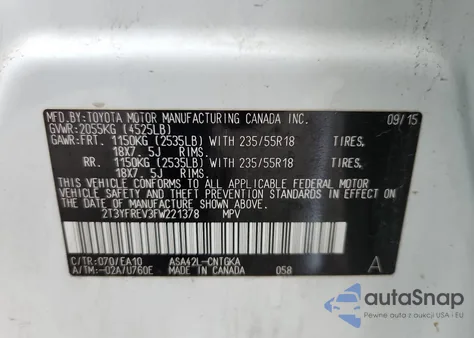 MFD.BY: TOYOTA MOTOR MANUFACTURING CANADA INC. 09/15
GVWR: 2055KG (4525LB)
GAWR: FRT. 1150KG (2535LB) WITH 235/55R18 TIRES,
18X7. 5J RIMS.
RR. 1150KG (2535LB) WITH 235/55R18 TIRES,
18X7. 5J RIMS.
THIS VEHICLE CONFORMS TO ALL APPLICABLE FEDERAL MOTOR
VEHICLE SAFETY AND THEFT PREVENTION STANDARDS IN EFFECT
ON THE DATE OF MANUFACTURE SHOWN ABOVE.
2T3YFREV3FW221378 MPV
C/TR: 070/EA10 ASA42L-CNTGKA A
A/TM: -02A/U760E MADE IN CANADA 058
autoSnap
Pewne auta z aukcji USA i EU